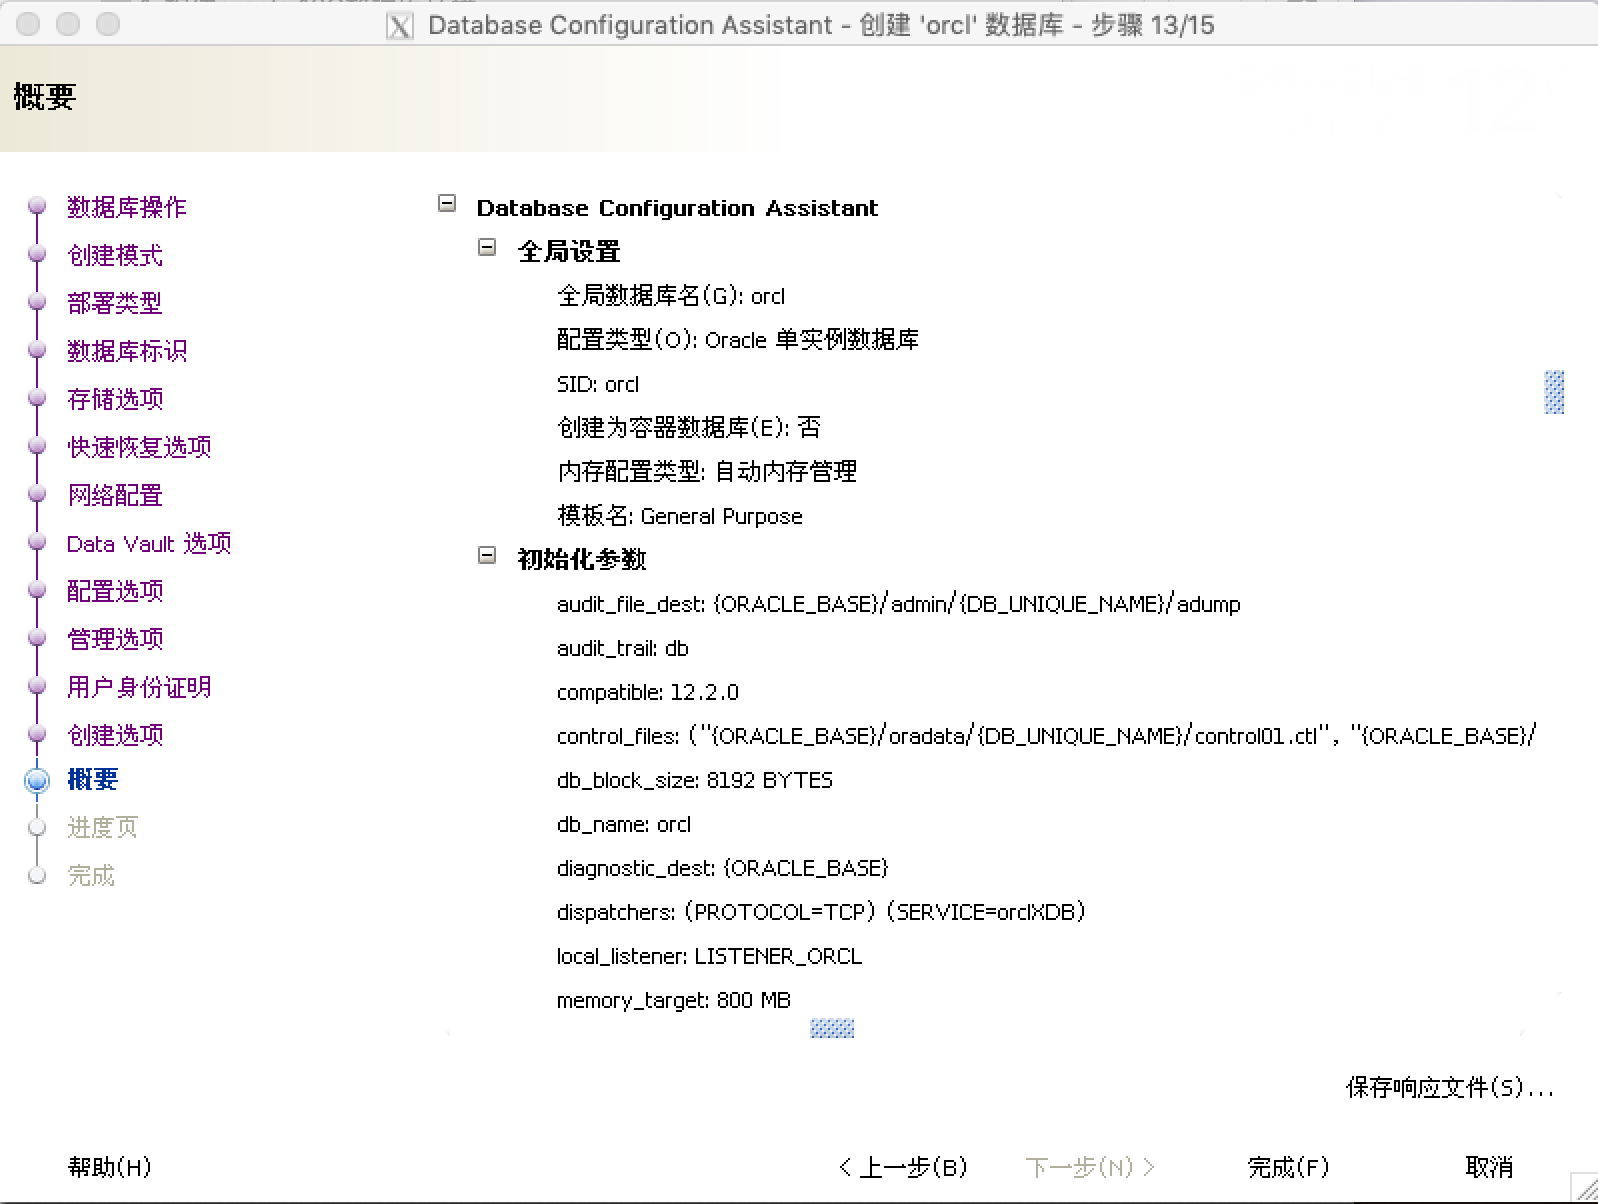 Database Configuration Assistant - 创建 'orcl' 数据库 - 步骤 13/15
概要
数据库操作
创建模式
部署类型
数据库标识
存储选项
快速恢复选项
网络配置
Data Vault 选项
配置选项
管理选项
用户身份证明
创建选项
概要
进度页
完成
Database Configuration Assistant
全局设置
全局数据库名(G): orcl
配置类型(O): Oracle 单实例数据库
SID: orcl
创建为容器数据库(E): 否
内存配置类型: 自动内存管理
模板名: General Purpose
初始化参数
audit_file_dest: {ORACLE_BASE}/admin/{DB_UNIQUE_NAME}/adump
audit_trail: db
compatible: 12.2.0
control_files: ("{ORACLE_BASE}/oradata/{DB_UNIQUE_NAME}/control01.ctl", "{ORACLE_BASE}/
db_block_size: 8192 BYTES
db_name: orcl
diagnostic_dest: {ORACLE_BASE}
dispatchers: (PROTOCOL=TCP) (SERVICE=orclXDB)
local_listener: LISTENER_ORCL
memory_target: 800 MB
保存响应文件(S)...
帮助(H)
< 上一步(B)
下一步(N) >
完成(F)
取消